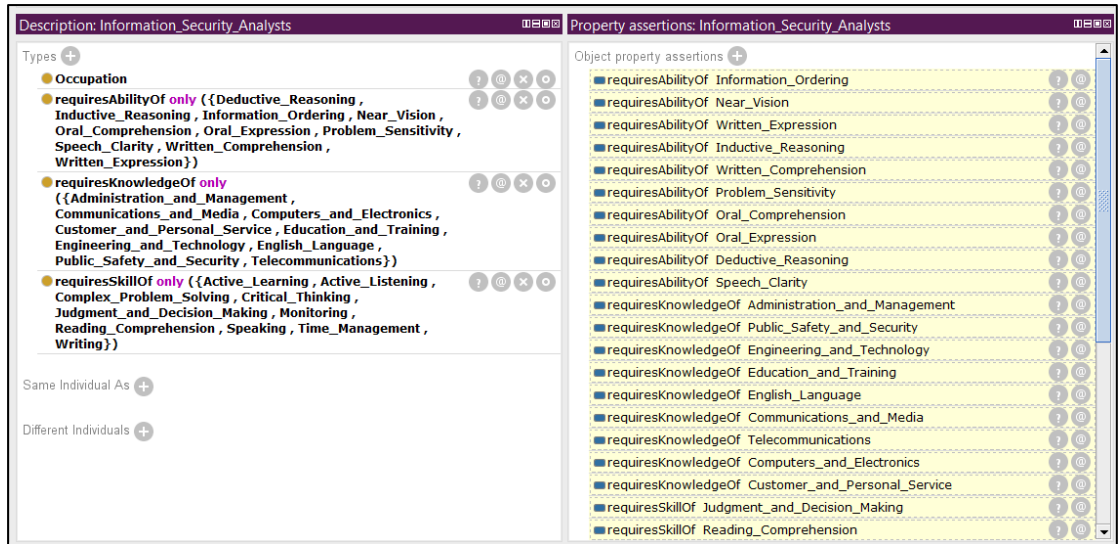 Description: Information_Security_Analysts
Types
Occupation
requiresAbilityOf only ({Deductive_Reasoning ,
Inductive_Reasoning , Information_Ordering , Near_Vision ,
Oral_Comprehension , Oral_Expression , Problem_Sensitivity ,
Speech_Clarity , Written_Comprehension ,
Written_Expression})
requiresKnowledgeOf only
({Administration_and_Management ,
Communications_and_Media , Computers_and_Electronics ,
Customer_and_Personal_Service , Education_and_Training ,
Engineering_and_Technology , English_Language ,
Public_Safety_and_Security , Telecommunications})
requiresSkillOf only ({Active_Learning , Active_Listening ,
Complex_Problem_Solving , Critical_Thinking ,
Judgment_and_Decision_Making , Monitoring ,
Reading_Comprehension , Speaking , Time_Management ,
Writing})
Same Individual As
Different Individuals
Property assertions: Information_Security_Analysts
Object property assertions
requiresAbilityOf Information_Ordering
requiresAbilityOf Near_Vision
requiresAbilityOf Written_Expression
requiresAbilityOf Inductive_Reasoning
requiresAbilityOf Written_Comprehension
requiresAbilityOf Problem_Sensitivity
requiresAbilityOf Oral_Comprehension
requiresAbilityOf Oral_Expression
requiresAbilityOf Deductive_Reasoning
requiresAbilityOf Speech_Clarity
requiresKnowledgeOf Administration_and_Management
requiresKnowledgeOf Public_Safety_and_Security
requiresKnowledgeOf Engineering_and_Technology
requiresKnowledgeOf Education_and_Training
requiresKnowledgeOf English_Language
requiresKnowledgeOf Communications_and_Media
requiresKnowledgeOf Telecommunications
requiresKnowledgeOf Computers_and_Electronics
requiresKnowledgeOf Customer_and_Personal_Service
requiresSkillOf Judgment_and_Decision_Making
requiresSkillOf Reading_Comprehension